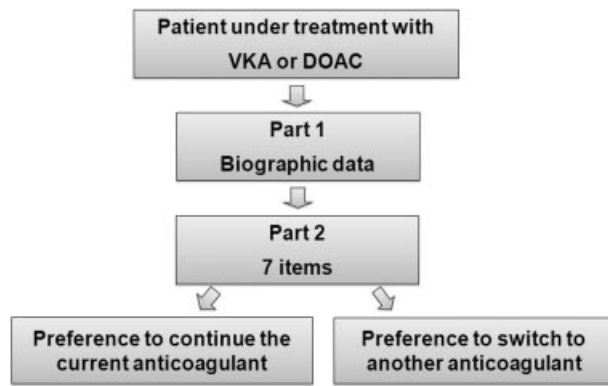 Patient under treatment with
VKA or DOAC
Part 1
Biographic data
Part 2
7 items
Preference to continue the
current anticoagulant
Preference to switch to
another anticoagulant